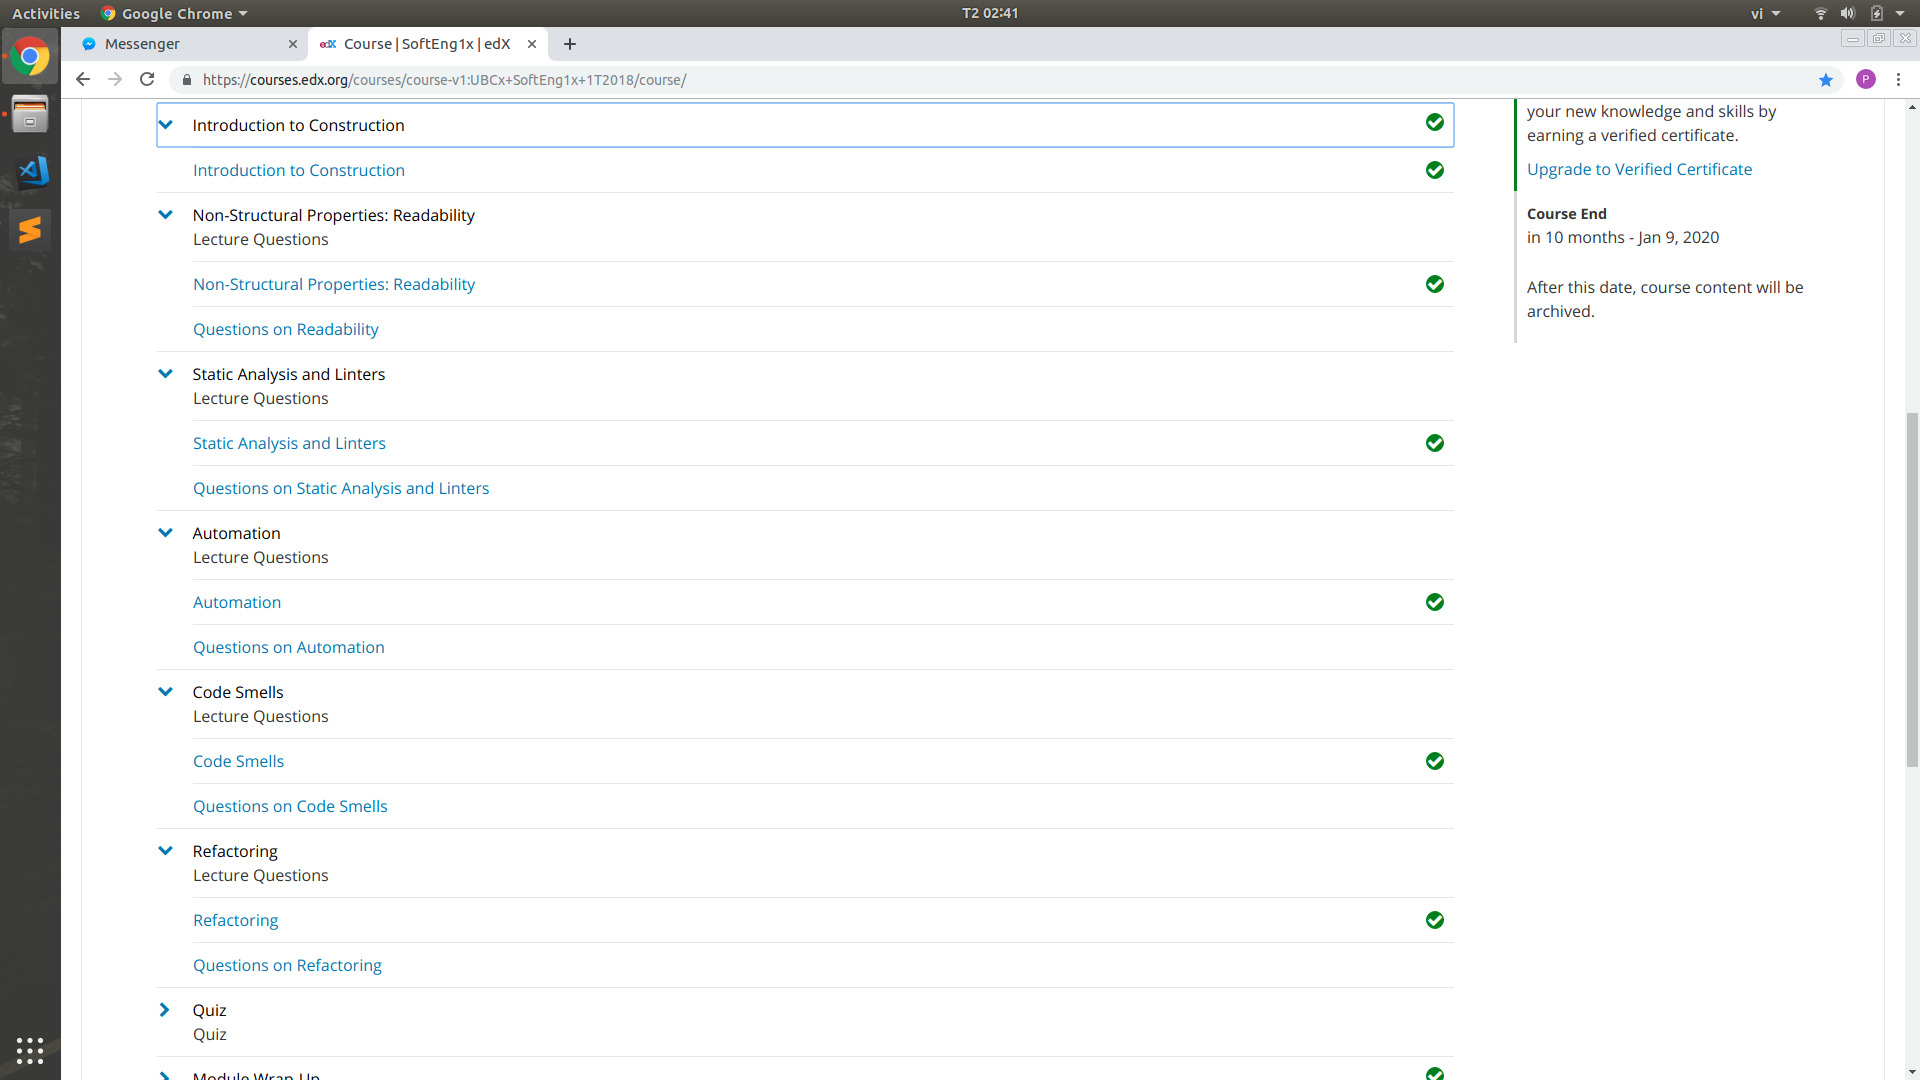 Activities
Google Chrome
T2 02:41
vi
Messenger
edX Course | SoftEng1x | edX
https://courses.edx.org/courses/course-v1:UBCx+SoftEng1x+1T2018/course/
P
Introduction to Construction
Introduction to Construction
Non-Structural Properties: Readability
Lecture Questions
Non-Structural Properties: Readability
Questions on Readability
Static Analysis and Linters
Lecture Questions
Static Analysis and Linters
Questions on Static Analysis and Linters
Automation
Lecture Questions
Automation
Questions on Automation
Code Smells
Lecture Questions
Code Smells
Questions on Code Smells
Refactoring
Lecture Questions
Refactoring
Questions on Refactoring
Quiz
Quiz
Module Wrap Up
your new knowledge and skills by
earning a verified certificate.
Upgrade to Verified Certificate
Course End
in 10 months - Jan 9, 2020
After this date, course content will be
archived.